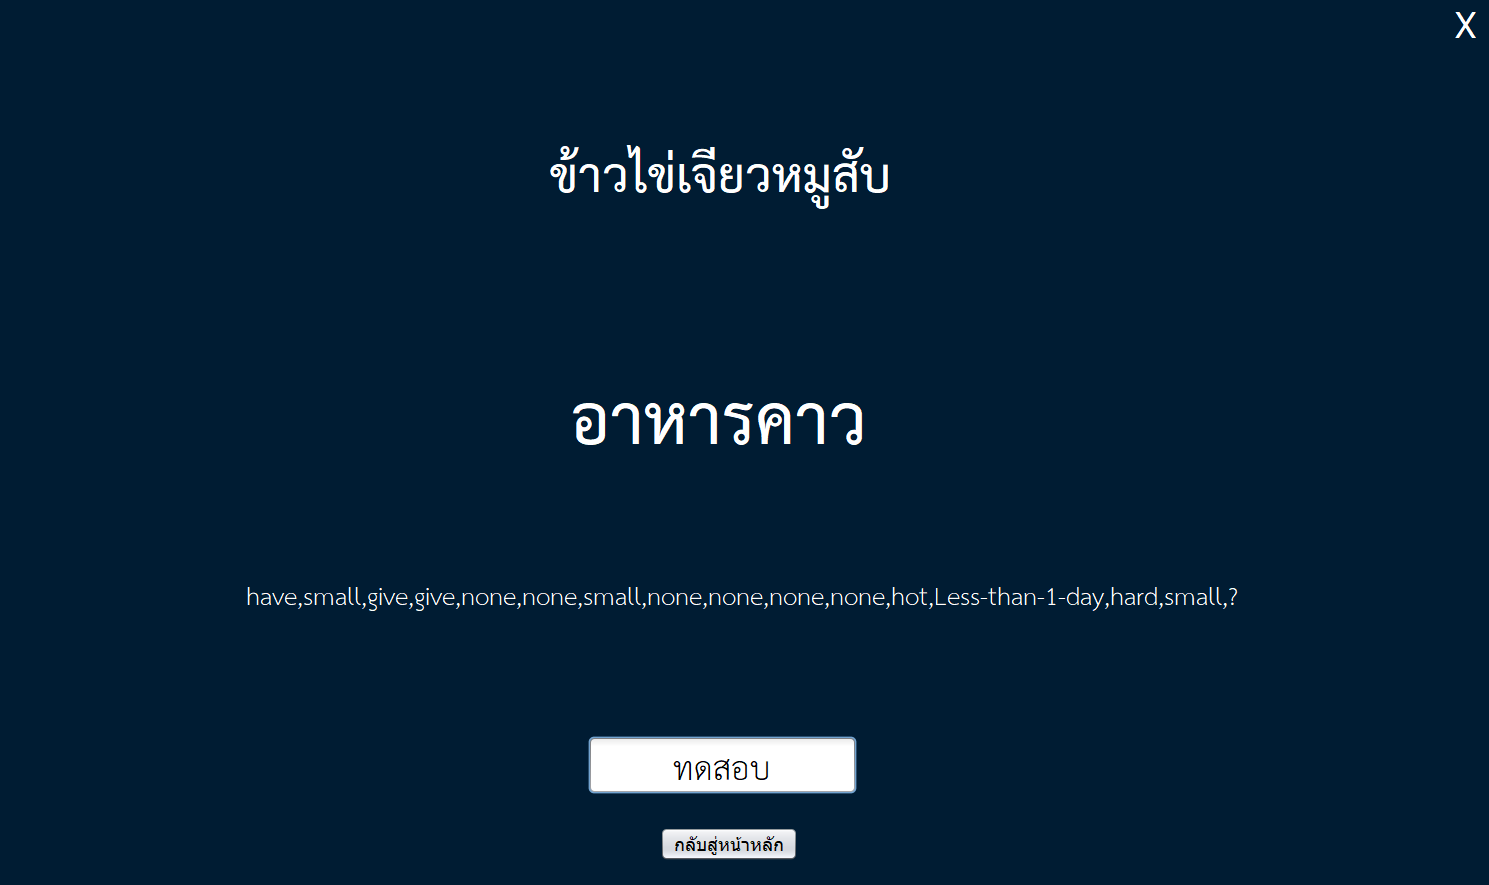 X
ข้าวไข่เจียวหมูสับ
อาหารคาว
have,small,give,give,none,none,small,none,none,none,none,hot,Less-than-1-day,hard,small,?
ทดสอบ
กลับสู่หน้าหลัก